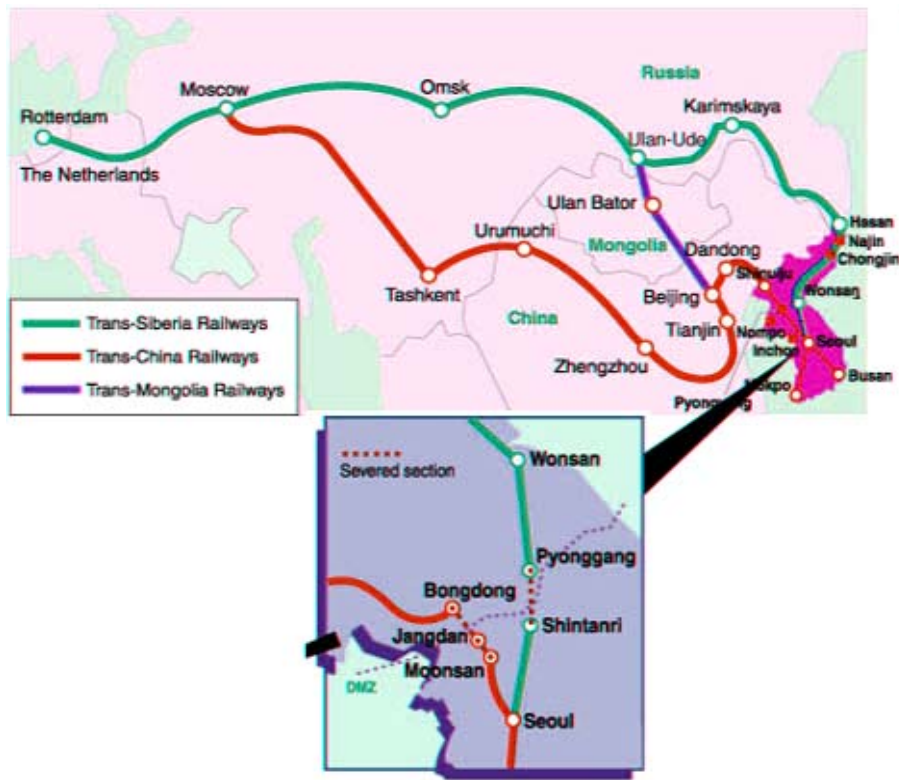 Russia
Moscow
Omsk
Karimskaya
Rotterdam
Ulan-Ude
The Netherlands
Ulan Bator
Hasan
Urumuchi
Mongolia
Najin
Dandong
Chongjin
Shinuiju
Tashkent
Beijing
Wonsan
China
Tianjin
Nompo
Seoul
Inchon
Zhengzhou
Busan
Mokpo
Trans-Siberia Railways
Trans-China Railways
Trans-Mongolia Railways
Severed section
Wonsan
Pyonggang
Bongdong
Shintanri
Jangdan
Moonsan
DMZ
Seoul